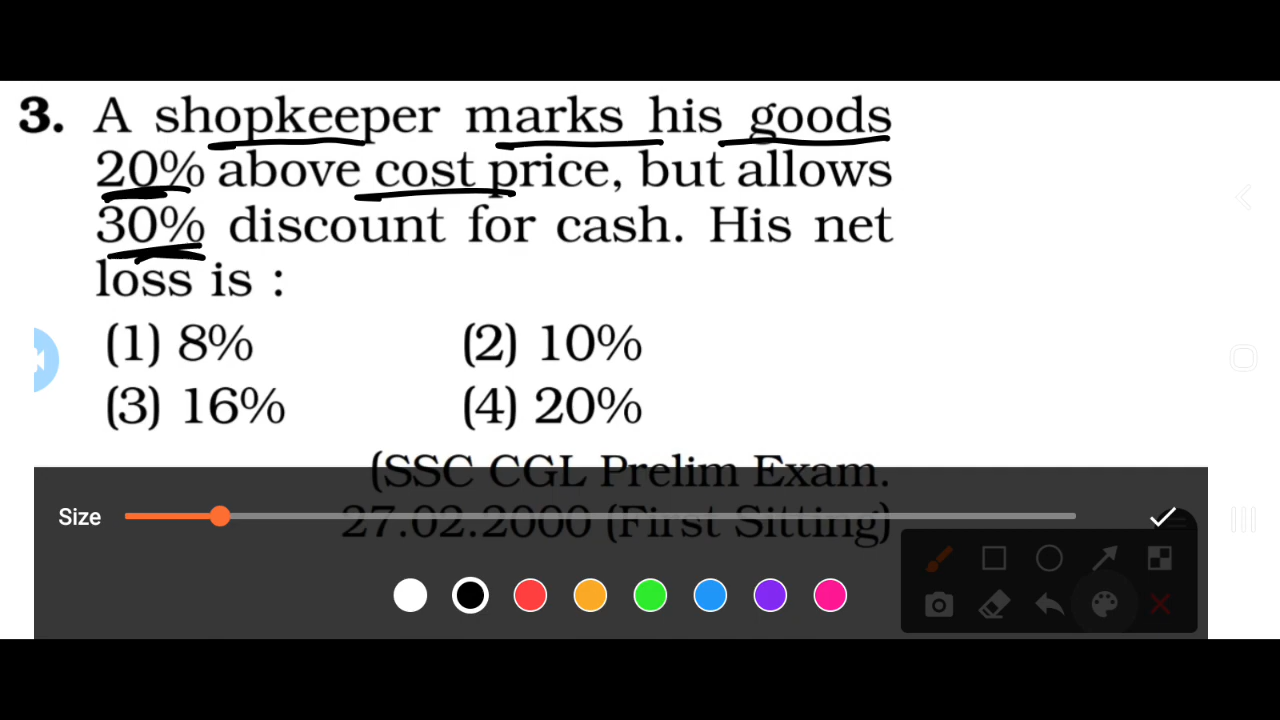 3. A shopkeeper marks his goods
20% above cost price, but allows
30% discount for cash. His net
loss is :
(1) 8% (2) 10%
(3) 16% (4) 20%
(SSC CGL Prelim Exam.
27.02.2000 (First Sitting)
Size